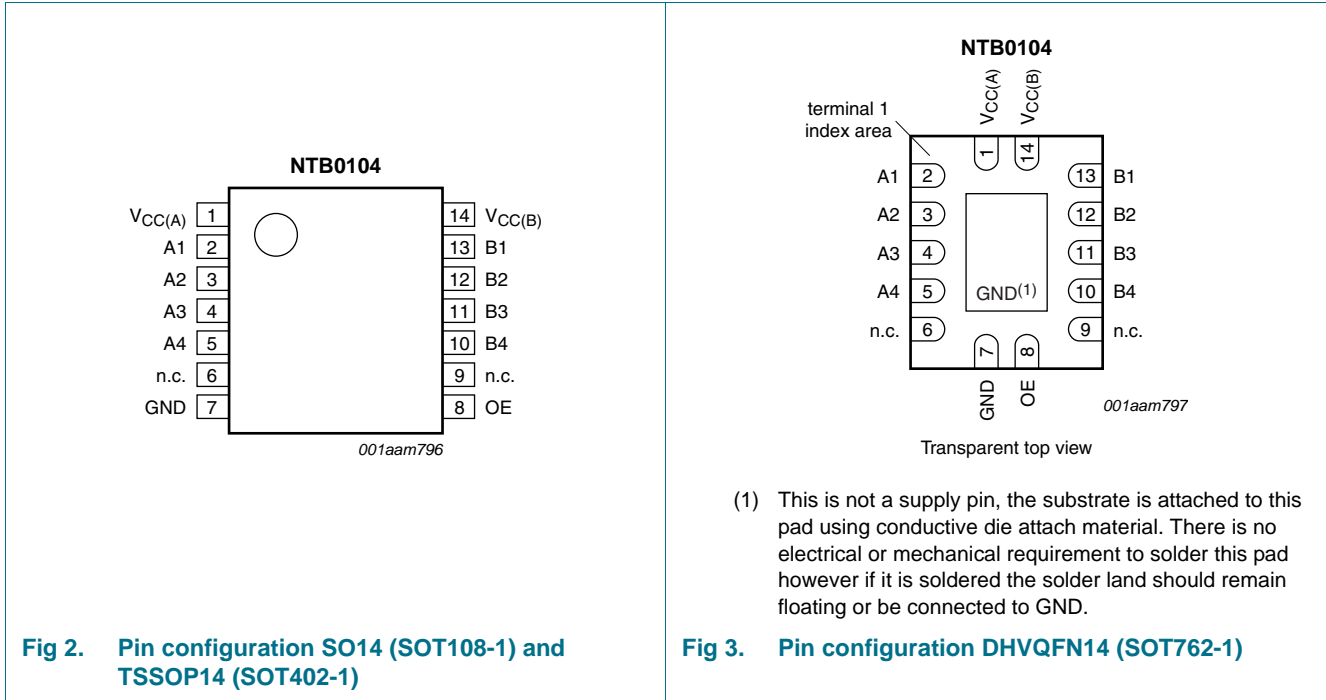 NTB0104
VCC(A) 1
A1 2
A2 3
A3 4
A4 5
n.c. 6
GND 7
14 VCC(B)
13 B1
12 B2
11 B3
10 B4
9 n.c.
8 OE
001aam796
Fig 2. Pin configuration SO14 (SOT108-1) and
TSSOP14 (SOT402-1)
NTB0104
terminal 1
index area
VCC(A)
VCC(B)
1
14
A1 2
A2 3
A3 4
A4 5
n.c. 6
13 B1
12 B2
11 B3
10 B4
9 n.c.
GND(1)
7
8
GND
OE
001aam797
Transparent top view
(1) This is not a supply pin, the substrate is attached to this
pad using conductive die attach material. There is no
electrical or mechanical requirement to solder this pad
however if it is soldered the solder land should remain
floating or be connected to GND.
Fig 3. Pin configuration DHVQFN14 (SOT762-1)